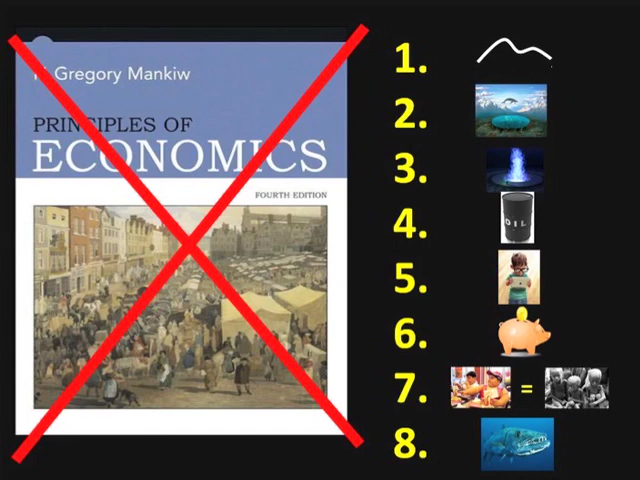 N. Gregory Mankiw
PRINCIPLES OF
ECONOMICS
FOURTH EDITION
1.
2.
3.
4.
OIL
5.
6.
7. =
8.